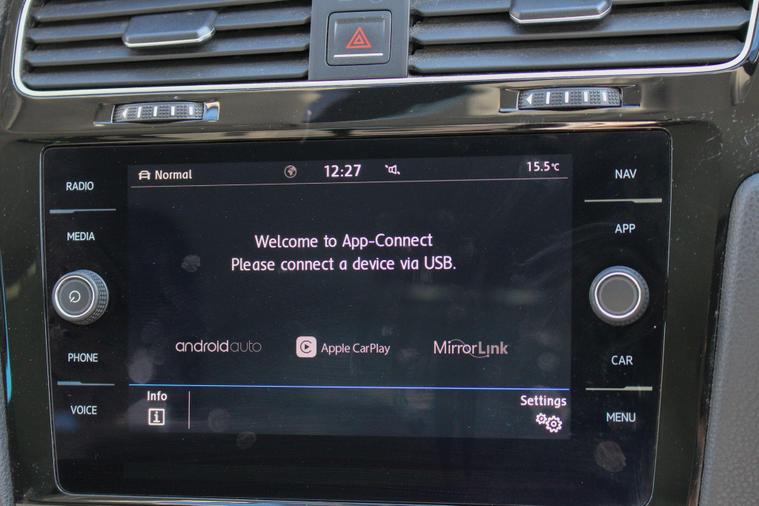 Normal
12:27
15.5°C
RADIO
NAV
MEDIA
APP
Welcome to App-Connect
Please connect a device via USB.
androidauto
Apple CarPlay
MirrorLink
PHONE
CAR
Info
Settings
VOICE
MENU